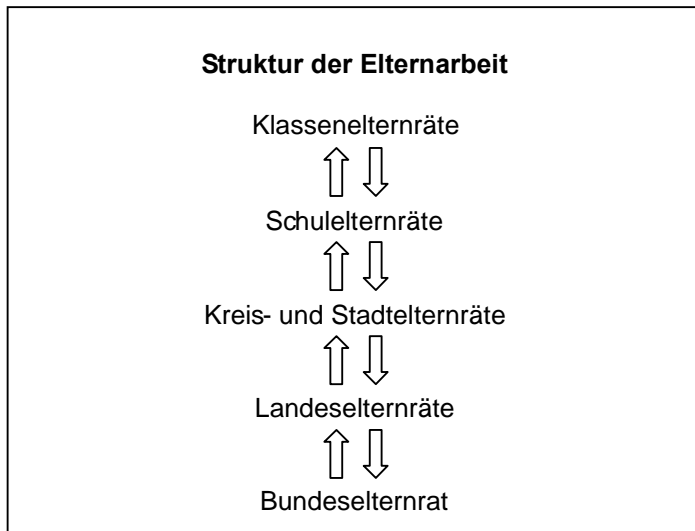 Struktur der Elternarbeit
Klassenelternräte
Schulelternräte
Kreis- und Stadtelternräte
Landeselternräte
Bundeselternrat